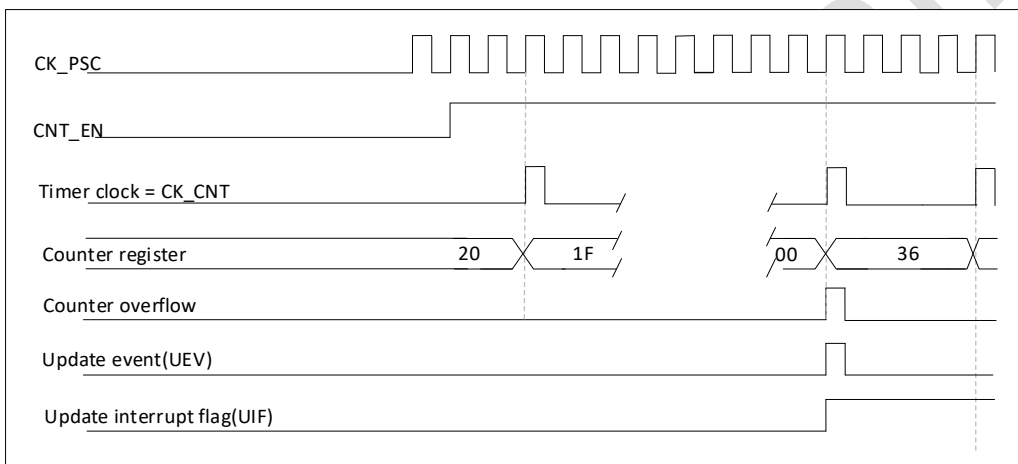 CK_PSC
CNT_EN
Timer clock = CK_CNT
Counter register 20 1F 00 36
Counter overflow
Update event(UEV)
Update interrupt flag(UIF)